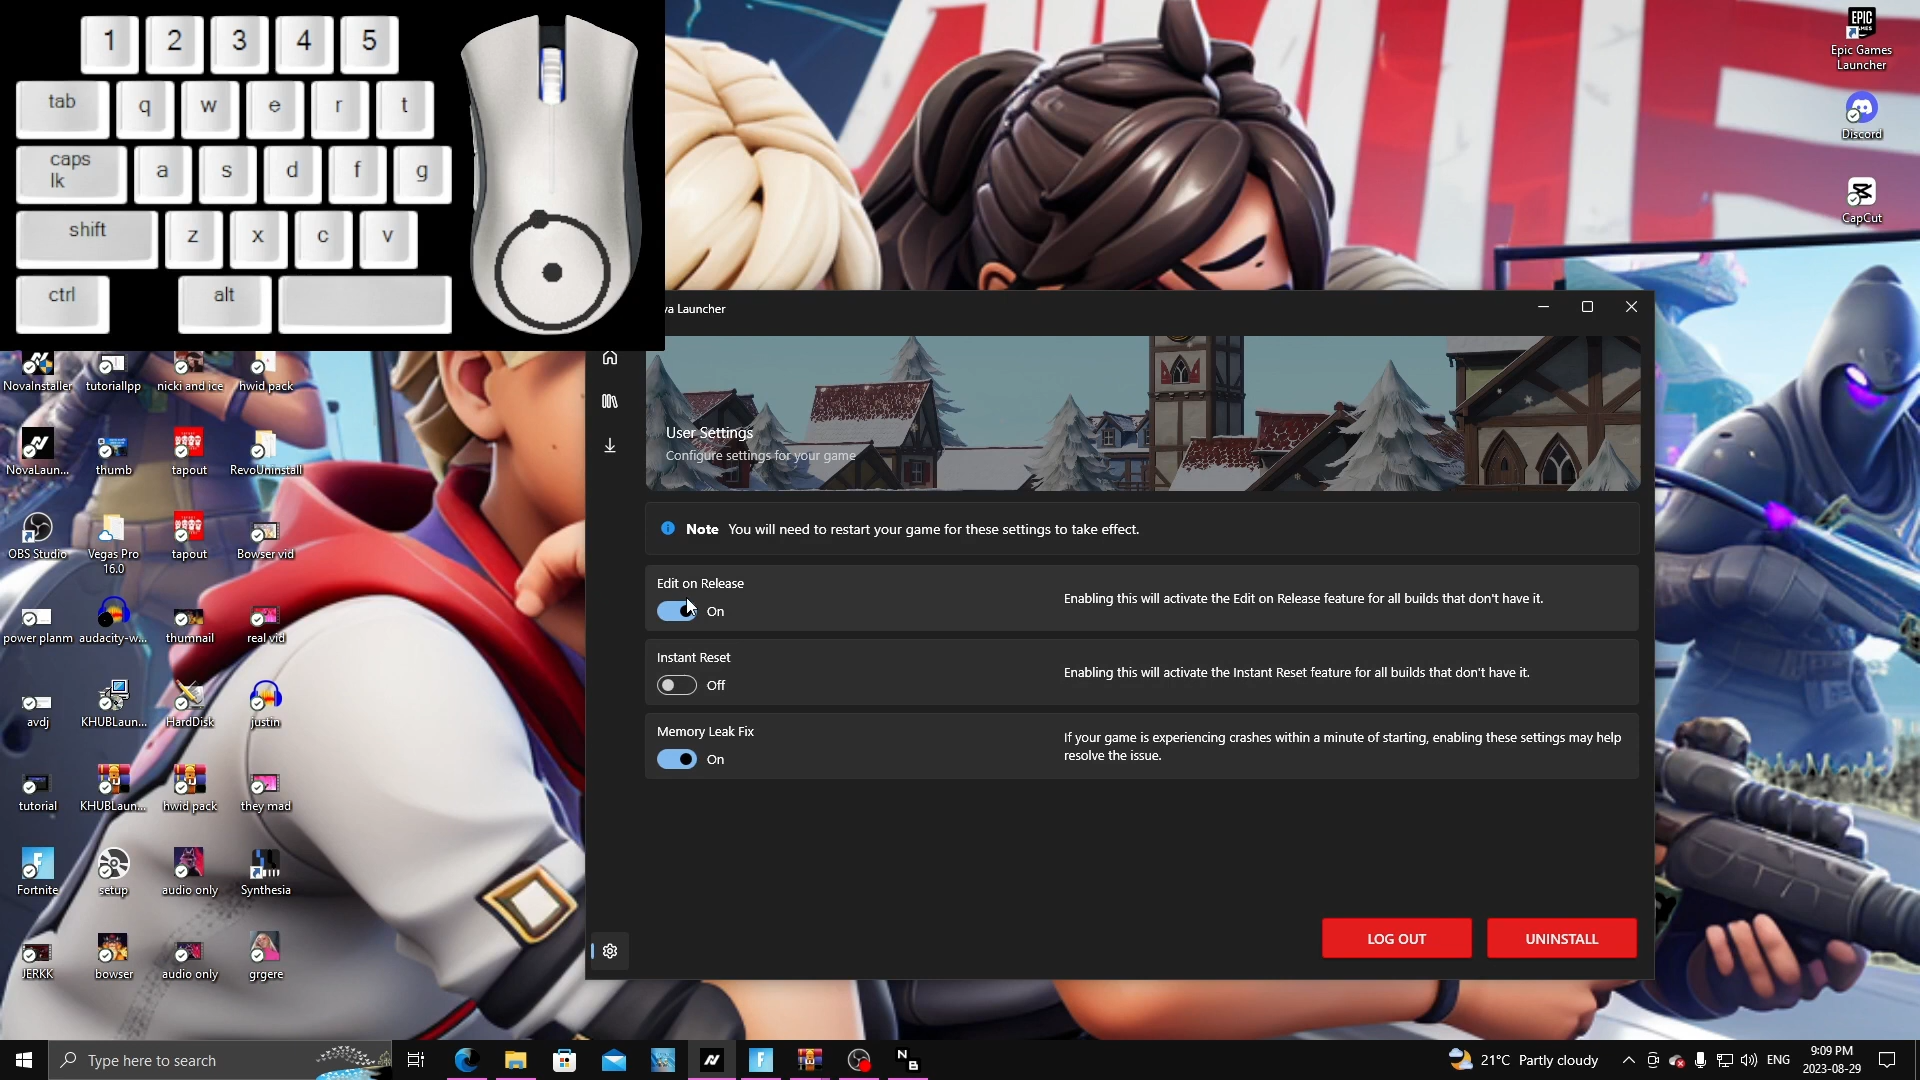 1 2 3 4 5
tab q w e r t
caps lk a s d f g
shift z x c v
ctrl alt
EPIC GAMES
Epic Games
Launcher
Discord
CapCut
va Launcher
User Settings
Configure settings for your game
Note You will need to restart your game for these settings to take effect.
Edit on Release
On
Enabling this will activate the Edit on Release feature for all builds that don't have it.
Instant Reset
Off
Enabling this will activate the Instant Reset feature for all builds that don't have it.
Memory Leak Fix
On
If your game is experiencing crashes within a minute of starting, enabling these settings may help
resolve the issue.
LOG OUT UNINSTALL
NovaInstaller tutoriallpp nicki and ice hwid pack
NovaLaun... thumb tapout RevoUninstall
OBS Studio Vegas Pro
16.0 tapout Bowser vid
power planm audacity-w... thumnail real vid
avdj KHUBLaun... HardDisk justin
tutorial KHUBLaun... hwid pack they mad
Fortnite setup audio only Synthesia
JERKK bowser audio only grgere
Type here to search
N B
21°C Partly cloudy
ENG
9:09 PM
2023-08-29